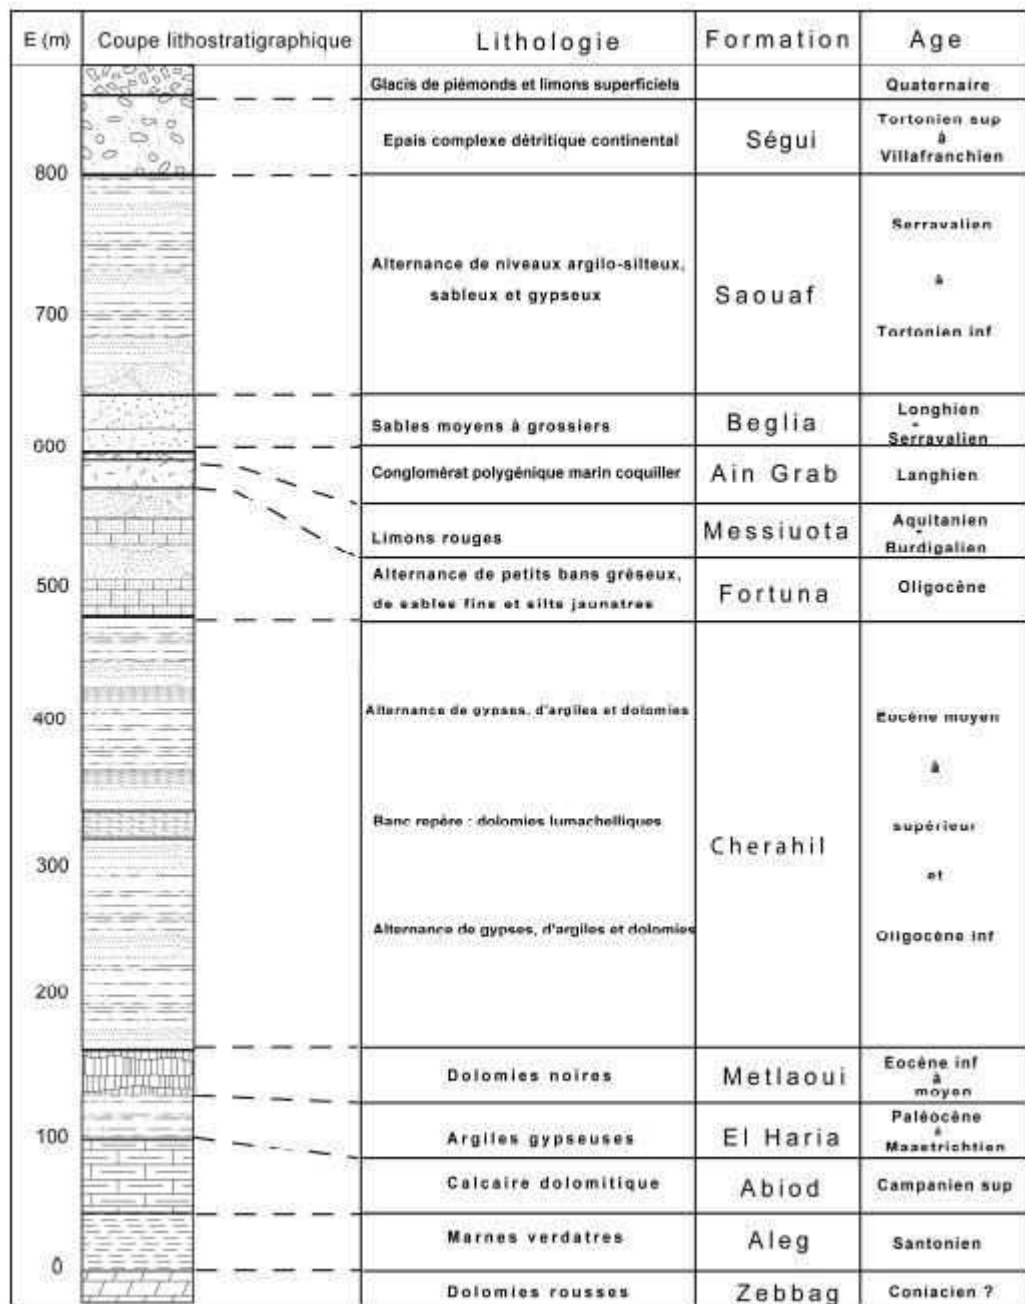 E (m) Coupe lithostratigraphique Lithologie Formation Age
Glacis de piémonds et limons superficiels Quaternaire
Epais complexe détritique continental Ségui Tortonien sup
à
Villafranchien
800
Alternance de niveaux argilo-silteux,
sableux et gypseux
Saouaf
Serravalien
à
Tortonien inf
700
Sables moyens à grossiers Beglia Longhien
-
Serravalien
600
Conglomérat polygénique marin coquiller Ain Grab Langhien
Limons rouges Messiuota Aquitanien
-
Burdigalien
500
Alternance de petits bans gréseux,
de sables fins et silts jaunatres
Fortuna Oligocène
400
Alternance de gypses, d'argiles et dolomies
Banc repère : dolomies lumachelliques
Alternance de gypses, d'argiles et dolomies
Cherahil
Eocène moyen
à
supérieur
et
Oligocène inf
300
200
Dolomies noires Metlaoui Eocène inf
à
moyen
100
Argiles gypseuses El Haria Paléocène
à
Maastrichtien
Calcaire dolomitique Abiod Campanien sup
Marnes verdatres Aleg Santonien
0
Dolomies rousses Zebbag Coniacien ?